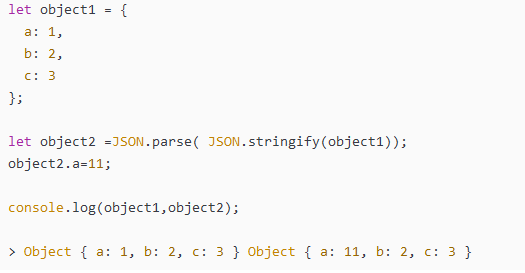 let object1 = {
  a: 1,
  b: 2,
  c: 3
};
let object2 =JSON.parse( JSON.stringify(object1));
object2.a=11;
console.log(object1,object2);
> Object { a: 1, b: 2, c: 3 } Object { a: 11, b: 2, c: 3 }